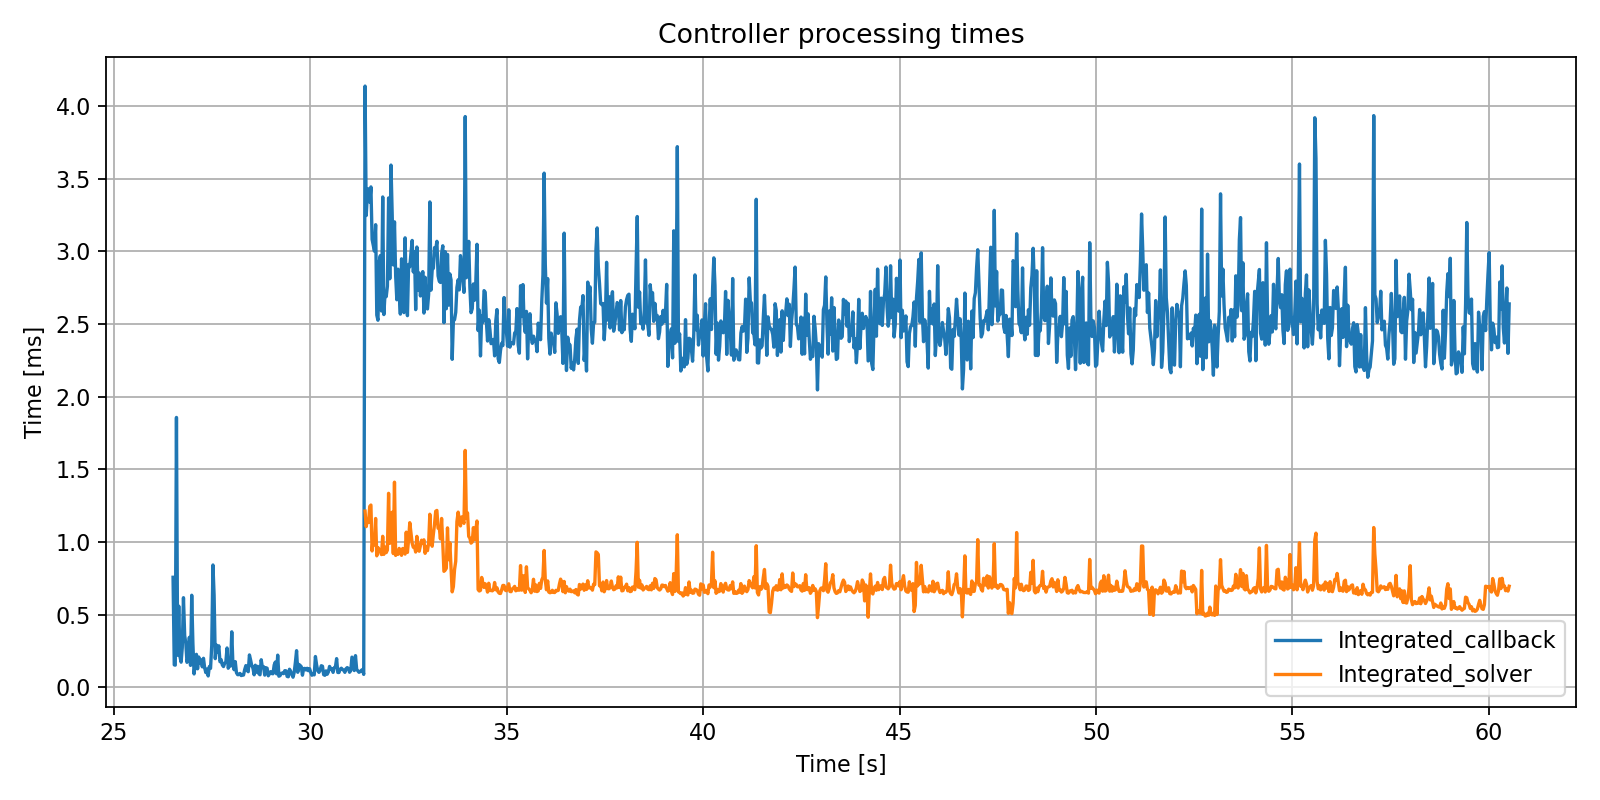 Controller processing times
4.0
3.5
3.0
2.5
2.0
1.5
1.0
0.5
0.0
Time [ms]
25 30 35 40 45 50 55 60
Time [s]
Integrated_callback
Integrated_solver